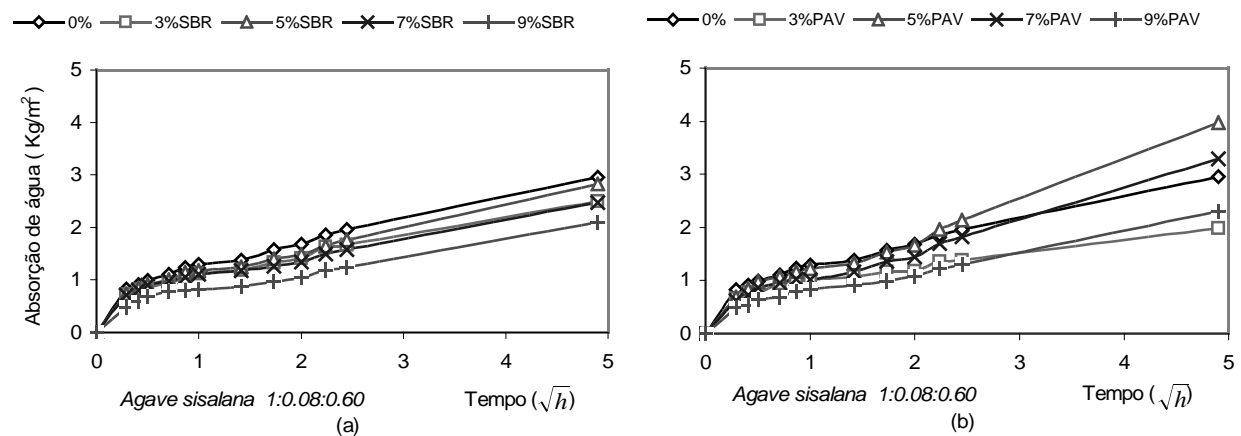 0% 3%SBR 5%SBR 7%SBR 9%SBR
Absorção de água ( Kg/m²)
5
4
3
2
1
0
0 1 2 3 4 5
Agave sisalana 1:0.08:0.60 Tempo (√h)
(a)
0% 3%PAV 5%PAV 7%PAV 9%PAV
5
4
3
2
1
0
0 1 2 3 4 5
Agave sisalana 1:0.08:0.60 Tempo (√h)
(b)